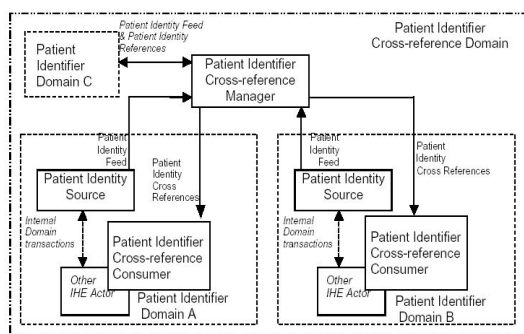 Patient Identity Feed
& Patient Identity
References
Patient Identifier
Cross-reference Domain
Patient
Identifier
Domain C
Patient Identifier
Cross-reference
Manager
Patient
Identity
Feed
Patient
Identity
Cross
References
Patient Identity
Source
Internal
Domain
transactions
Patient Identifier
Cross-reference
Consumer
Other
IHE Actor
Patient Identifier
Domain A
Patient
Identity
Feed
Patient
Identity
Cross References
Patient Identity
Source
Internal
Domain
transactions
Patient Identifier
Cross-reference
Consumer
Other
IHE Actor
Patient Identifier
Domain B